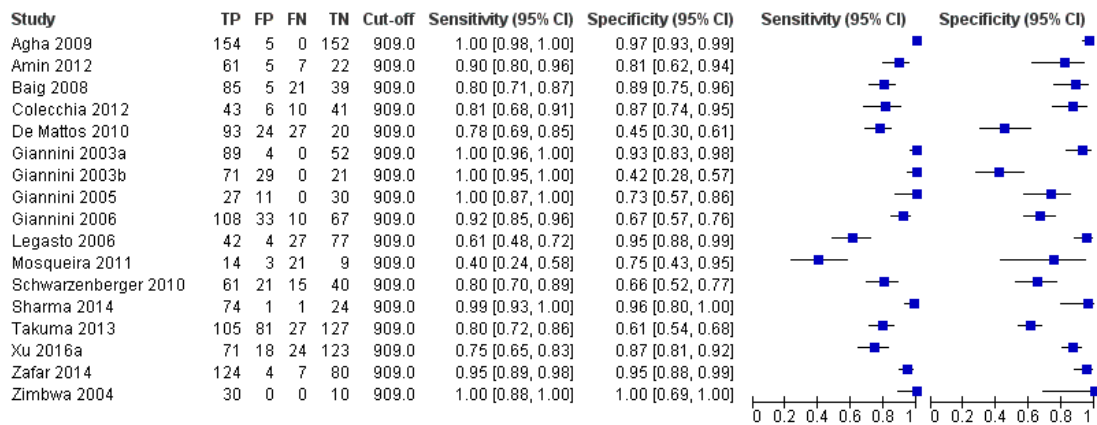 Study TP FP FN TN Cut-off Sensitivity (95% CI) Specificity (95% CI) Sensitivity (95% CI) Specificity (95% CI)
Agha 2009 154 5 0 152 909.0 1.00 [0.98, 1.00] 0.97 [0.93, 0.99]
Amin 2012 61 5 7 22 909.0 0.90 [0.80, 0.96] 0.81 [0.62, 0.94]
Baig 2008 85 5 21 39 909.0 0.80 [0.71, 0.87] 0.89 [0.75, 0.96]
Colecchia 2012 43 6 10 41 909.0 0.81 [0.68, 0.91] 0.87 [0.74, 0.95]
De Mattos 2010 93 24 27 20 909.0 0.78 [0.69, 0.85] 0.45 [0.30, 0.61]
Giannini 2003a 89 4 0 52 909.0 1.00 [0.96, 1.00] 0.93 [0.83, 0.98]
Giannini 2003b 71 29 0 21 909.0 1.00 [0.95, 1.00] 0.42 [0.28, 0.57]
Giannini 2005 27 11 0 30 909.0 1.00 [0.87, 1.00] 0.73 [0.57, 0.86]
Giannini 2006 108 33 10 67 909.0 0.92 [0.85, 0.96] 0.67 [0.57, 0.76]
Legasto 2006 42 4 27 77 909.0 0.61 [0.48, 0.72] 0.95 [0.88, 0.99]
Mosqueira 2011 14 3 21 9 909.0 0.40 [0.24, 0.58] 0.75 [0.43, 0.95]
Schwarzenberger 2010 61 21 15 40 909.0 0.80 [0.70, 0.89] 0.66 [0.52, 0.77]
Sharma 2014 74 1 1 24 909.0 0.99 [0.93, 1.00] 0.96 [0.80, 1.00]
Takuma 2013 105 81 27 127 909.0 0.80 [0.72, 0.86] 0.61 [0.54, 0.68]
Xu 2016a 71 18 24 123 909.0 0.75 [0.65, 0.83] 0.87 [0.81, 0.92]
Zafar 2014 124 4 7 80 909.0 0.95 [0.89, 0.98] 0.95 [0.88, 0.99]
Zimbwa 2004 30 0 0 10 909.0 1.00 [0.88, 1.00] 1.00 [0.69, 1.00]
0 0.2 0.4 0.6 0.8 1 0 0.2 0.4 0.6 0.8 1